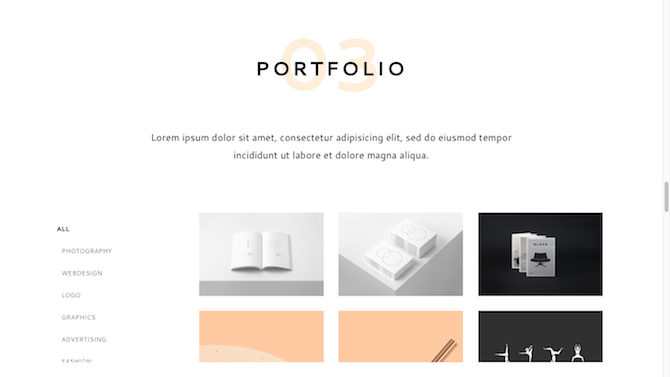 03
PORTFOLIO
Lorem ipsum dolor sit amet, consectetur adipisicing elit, sed do eiusmod tempor
incididunt ut labore et dolore magna aliqua.
ALL
PHOTOGRAPHY
WEBDESIGN
LOGO
GRAPHICS
ADVERTISING
FASHION
BLACK